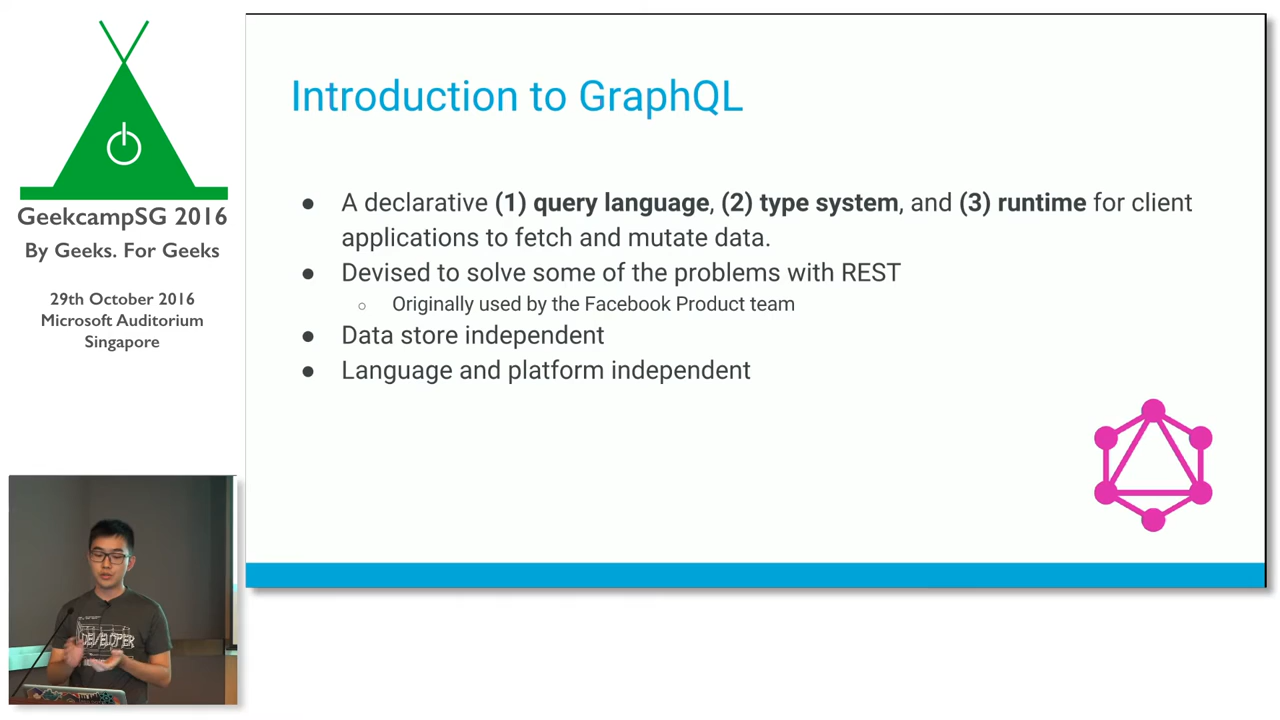 GeekcampSG 2016
By Geeks. For Geeks
29th October 2016
Microsoft Auditorium
Singapore
Introduction to GraphQL
● A declarative (1) query language, (2) type system, and (3) runtime for client
applications to fetch and mutate data.
● Devised to solve some of the problems with REST
○ Originally used by the Facebook Product team
● Data store independent
● Language and platform independent
DEVELOPER